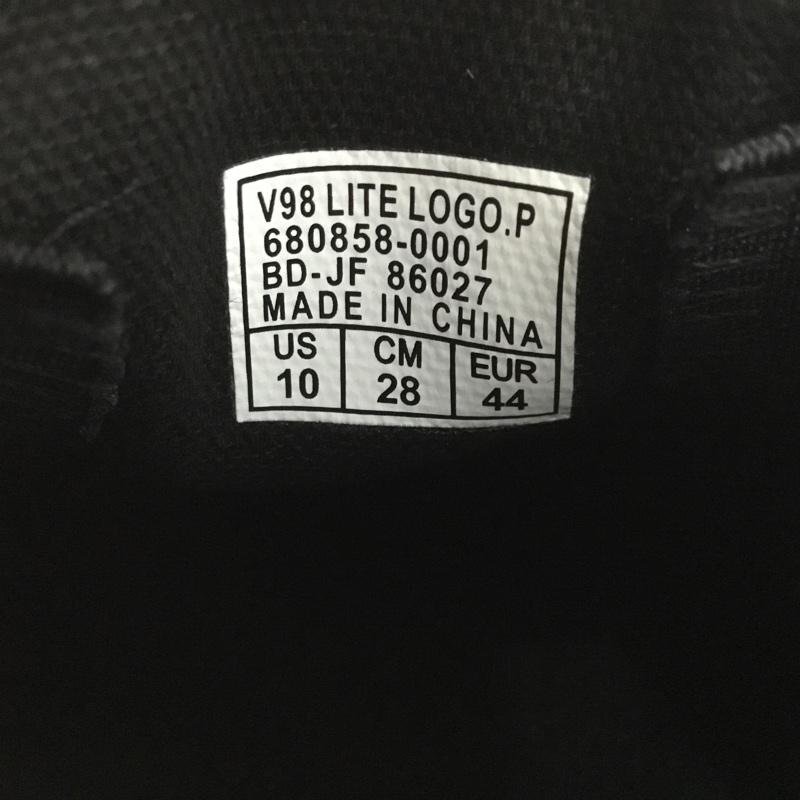 V98 LITE LOGO.P
680858-0001
BD-JF 86027
MADE IN CHINA
US CM EUR
10 28 44